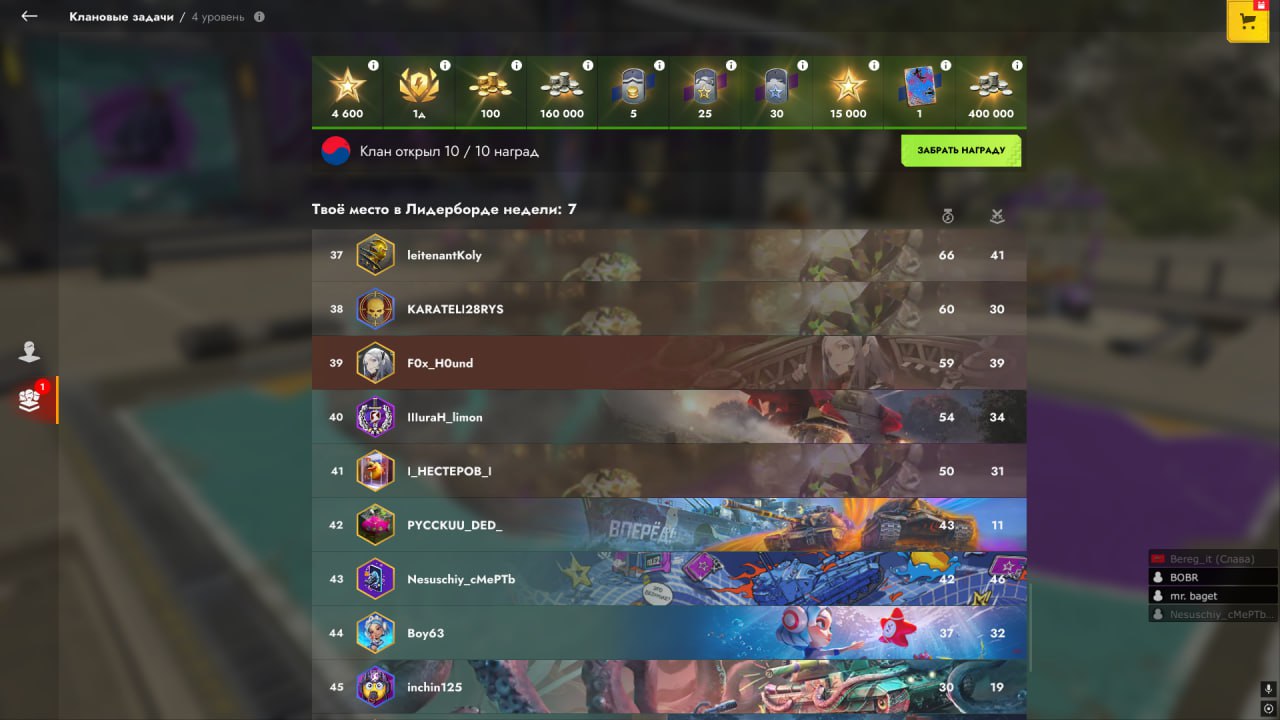 Клановые задачи / 4 уровень
4 600
1д
100
160 000
5
25
30
15 000
1
400 000
Клан открыл 10 / 10 наград
ЗАБРАТЬ НАГРАДУ
Твоё место в Лидерборде недели: 7
37 leitenantKoly 66 41
38 KARATELI28RYS 60 30
39 F0x_H0und 59 39
40 IlluraH_limon 54 34
41 I_НЕСТЕРОВ_I 50 31
ВПЕРЁД
42 PYCCKUU_DED_ 43 11
43 Nesuschiy_cMePTb 42 46
44 Boy63 37 32
45 inchin125 30 19
1
Bereg_it (Слава)
BOBR
mr. baget
Nesuschiy_cMePTb...